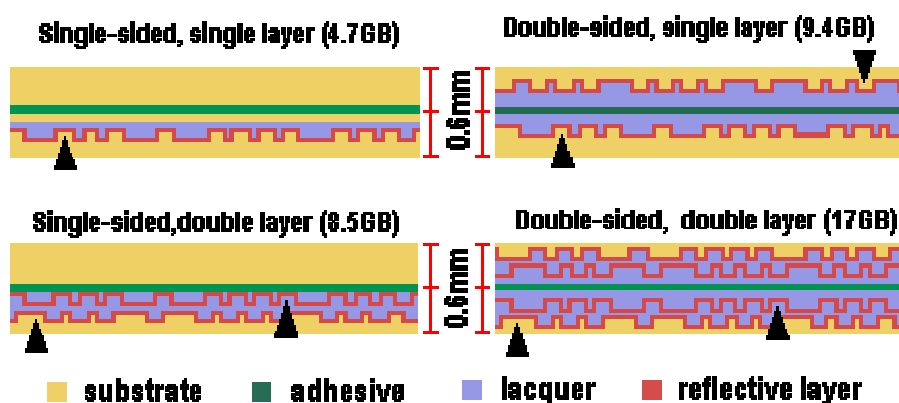 Single-sided, single layer (4.7GB)
Double-sided, single layer (9.4GB)
0.6mm
Single-sided,double layer (8.5GB)
Double-sided, double layer (17GB)
0.6mm
substrate
adhesive
lacquer
reflective layer